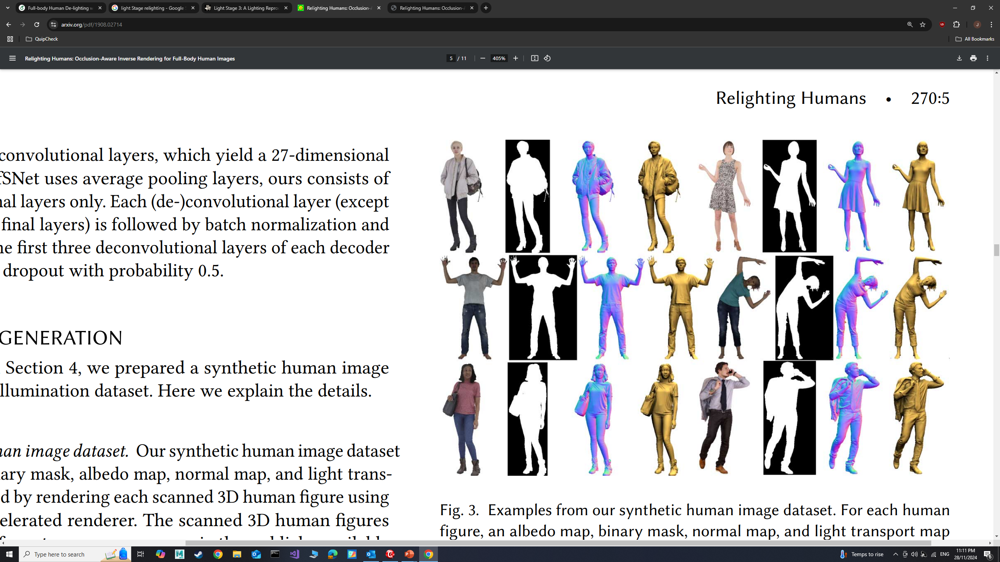 Full-body Human De-lighting w
light Stage relighting - Google S
Light Stage 3: A Lighting Repro
Relighting Humans: Occlusion-A
Relighting Humans: Occlusion-A
arxiv.org/pdf/1908.02714
J
QuipCheck
All Bookmarks
Relighting Humans: Occlusion-Aware Inverse Rendering for Full-Body Human Images
5 / 11
405%
Relighting Humans • 270:5
convolutional layers, which yield a 27-dimensional
fSNet uses average pooling layers, ours consists of
nal layers only. Each (de-)convolutional layer (except
final layers) is followed by batch normalization and
he first three deconvolutional layers of each decoder
dropout with probability 0.5.
GENERATION
Section 4, we prepared a synthetic human image
llumination dataset. Here we explain the details.
man image dataset. Our synthetic human image dataset
ary mask, albedo map, normal map, and light trans-
d by rendering each scanned 3D human figure using
elerated renderer. The scanned 3D human figures
Fig. 3. Examples from our synthetic human image dataset. For each human
figure, an albedo map, binary mask, normal map, and light transport map
Type here to search
Temps to rise
ENG
11:11 PM
28/11/2024
6